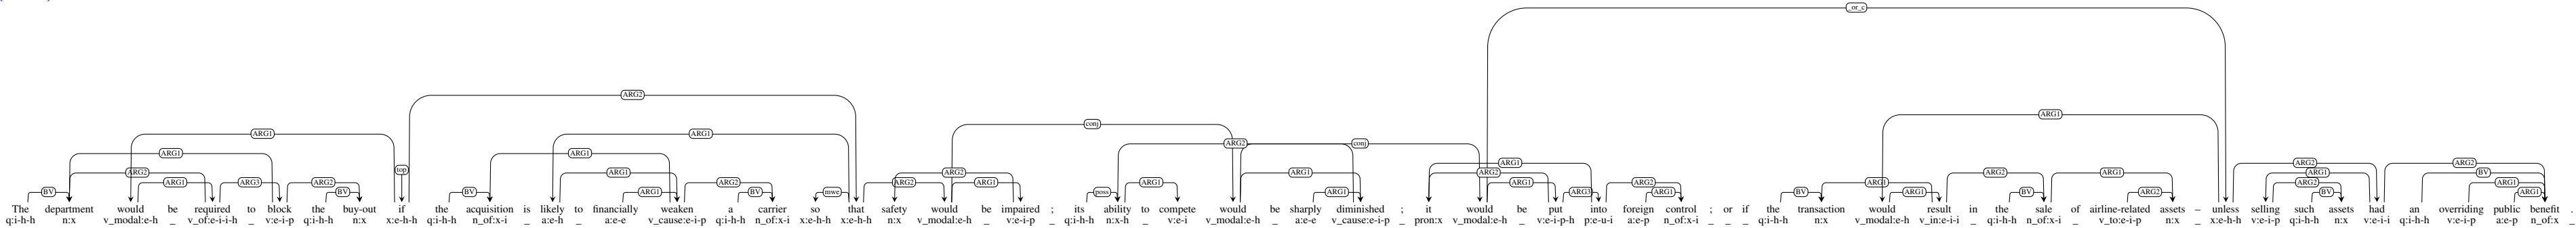 _or_c
ARG2
ARG1
conj
ARG1 ARG1
ARG2 conj
ARG1 ARG1
ARG1 ARG2 ARG2
top
ARG2 ARG1 ARG2 ARG1 ARG2 ARG2 ARG1 ARG1 BV
ARG1 ARG3 ARG2 ARG2 ARG2 ARG1 ARG1 ARG1 ARG2 ARG1 ARG2 ARG1
BV BV BV ARG1 BV mwe poss ARG1 ARG3 ARG1 BV ARG1 BV ARG2 BV ARG1
The department would be required to block the buy-out if the acquisition is likely to financially weaken a carrier so that safety would be impaired ; its ability to compete would be sharply diminished ; it would be put into foreign control ; or if the transaction would result in the sale of airline-related assets – unless selling such assets had an overriding public benefit .
q:i-h-h n:x v_modal:e-h _ v_of:e-i-i-h _ v:e-i-p q:i-h-h n:x x:e-h-h q:i-h-h n_of:x-i _ a:e-h _ a:e-e v_cause:e-i-p q:i-h-h n_of:x-i x:e-h-h x:e-h-h n:x v_modal:e-h _ v:e-i-p _ q:i-h-h n:x-h _ v:e-i v_modal:e-h _ a:e-e v_cause:e-i-p _ pron:x v_modal:e-h _ v:e-i-p-h p:e-u-i a:e-p n_of:x-i _ _ _ q:i-h-h n:x v_modal:e-h v_in:e-i-i _ q:i-h-h n_of:x-i _ v_to:e-i-p n:x _ x:e-h-h v:e-i-p q:i-h-h n:x v:e-i-i q:i-h-h v:e-i-p a:e-p n_of:x _